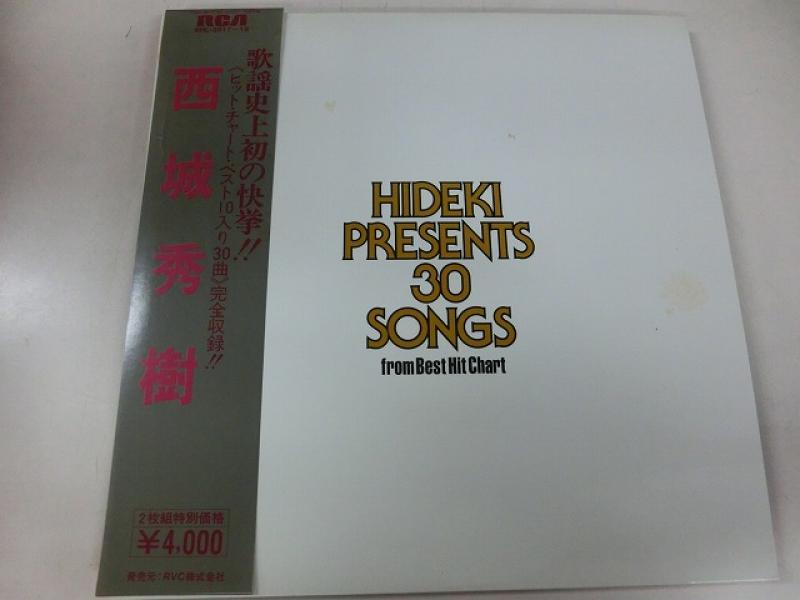 RCA
歌謡史上初の快挙!!
〈ヒット・チャート・ベスト10入り30曲〉完全収録!!
西城秀樹
2枚組特別価格
¥4,000
発売元:RVC株式会社
HIDEKI
PRESENTS
30
SONGS
from Best Hit Chart